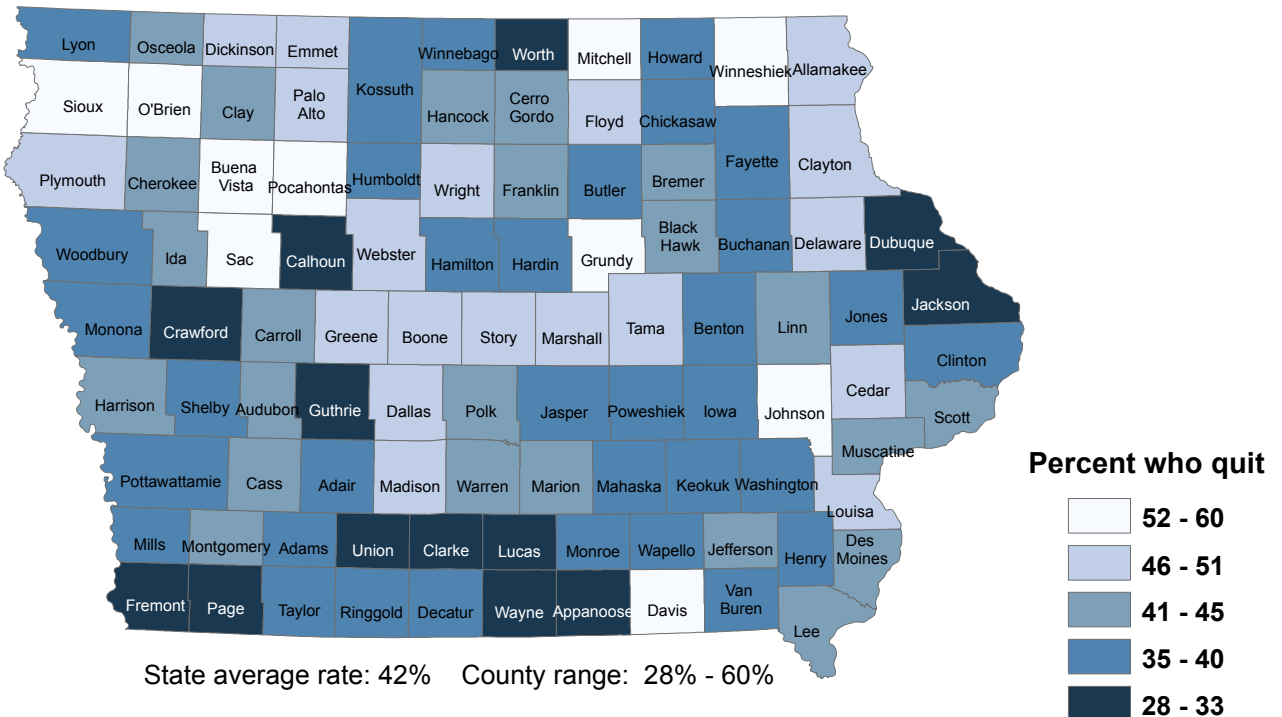 Lyon
Osceola
Dickinson
Emmet
Kossuth
Winnebago
Worth
Mitchell
Howard
Winneshiek
Allamakee
Sioux
O'Brien
Clay
Palo
Alto
Hancock
Cerro
Gordo
Floyd
Chickasaw
Plymouth
Cherokee
Buena
Vista
Pocahontas
Humboldt
Wright
Franklin
Butler
Bremer
Fayette
Clayton
Woodbury
Ida
Sac
Calhoun
Webster
Hamilton
Hardin
Grundy
Black
Hawk
Buchanan
Delaware
Dubuque
Monona
Crawford
Carroll
Greene
Boone
Story
Marshall
Tama
Benton
Linn
Jones
Jackson
Clinton
Harrison
Shelby
Audubon
Guthrie
Dallas
Polk
Jasper
Poweshiek
Iowa
Johnson
Cedar
Scott
Muscatine
Pottawattamie
Cass
Adair
Madison
Warren
Marion
Mahaska
Keokuk
Washington
Louisa
Mills
Montgomery
Adams
Union
Clarke
Lucas
Monroe
Wapello
Jefferson
Henry
Des
Moines
Fremont
Page
Taylor
Ringgold
Decatur
Wayne
Appanoose
Davis
Van
Buren
Lee
State average rate: 42% County range: 28% - 60%
Percent who quit
52 - 60
46 - 51
41 - 45
35 - 40
28 - 33